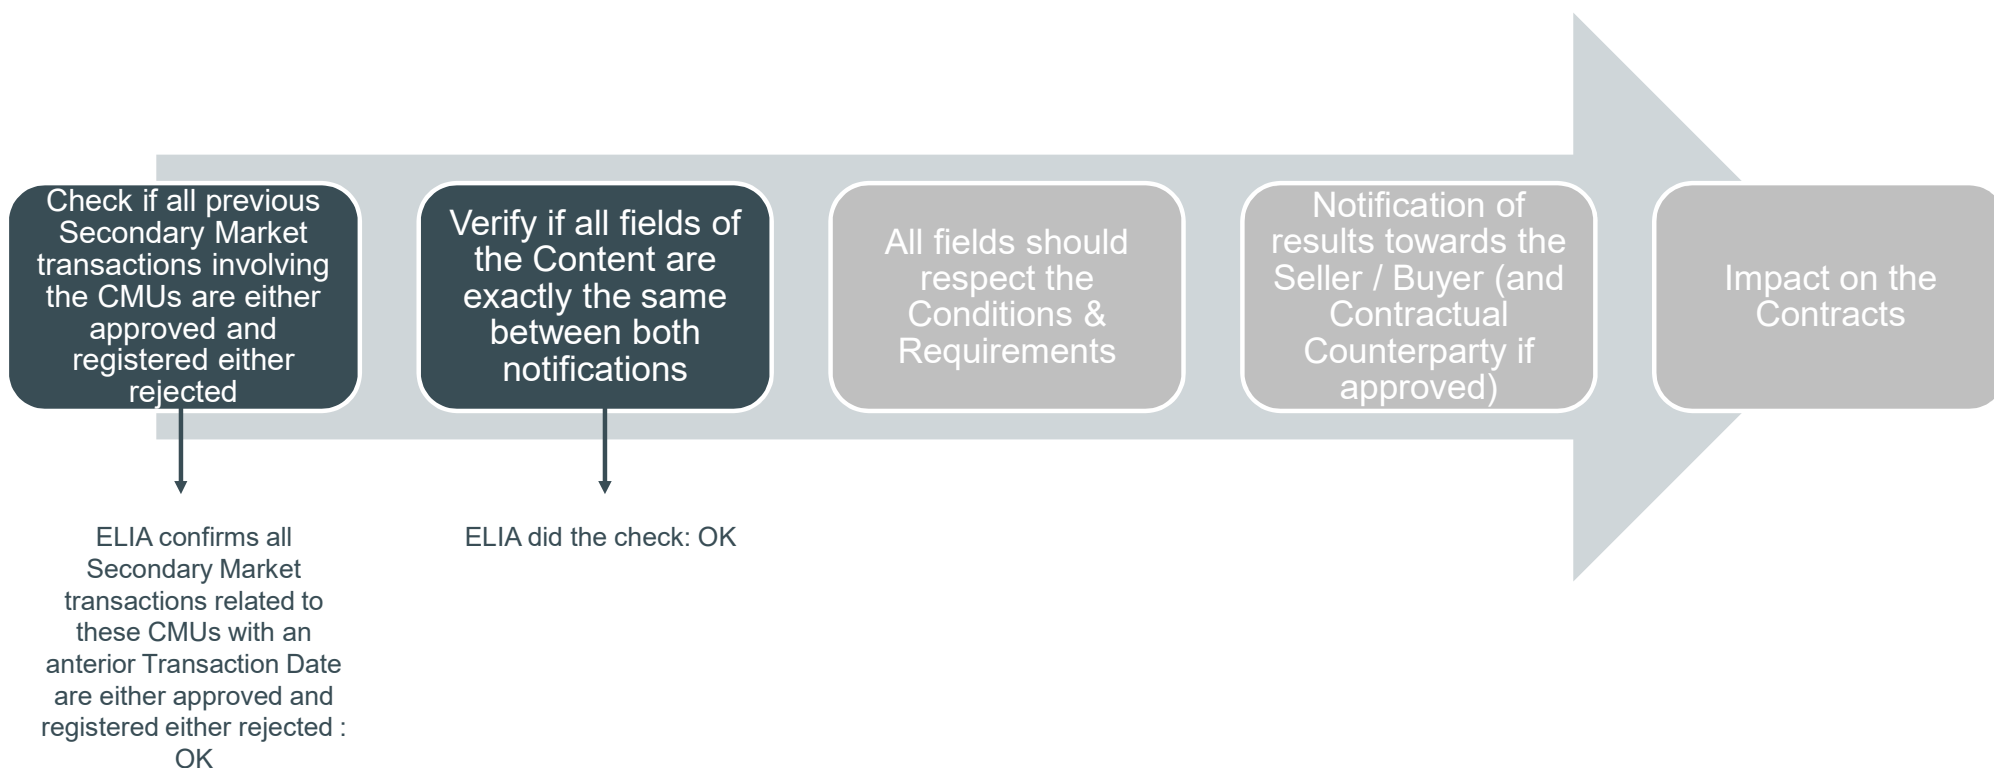 Check if all previous
Secondary Market
transactions involving
the CMUs are either
approved and
registered either
rejected
Verify if all fields of
the Content are
exactly the same
between both
notifications
All fields should
respect the
Conditions &
Requirements
Notification of
results towards the
Seller / Buyer (and
Contractual
Counterparty if
approved)
Impact on the
Contracts
ELIA confirms all
Secondary Market
transactions related to
these CMUs with an
anterior Transaction Date
are either approved and
registered either rejected :
OK
ELIA did the check: OK